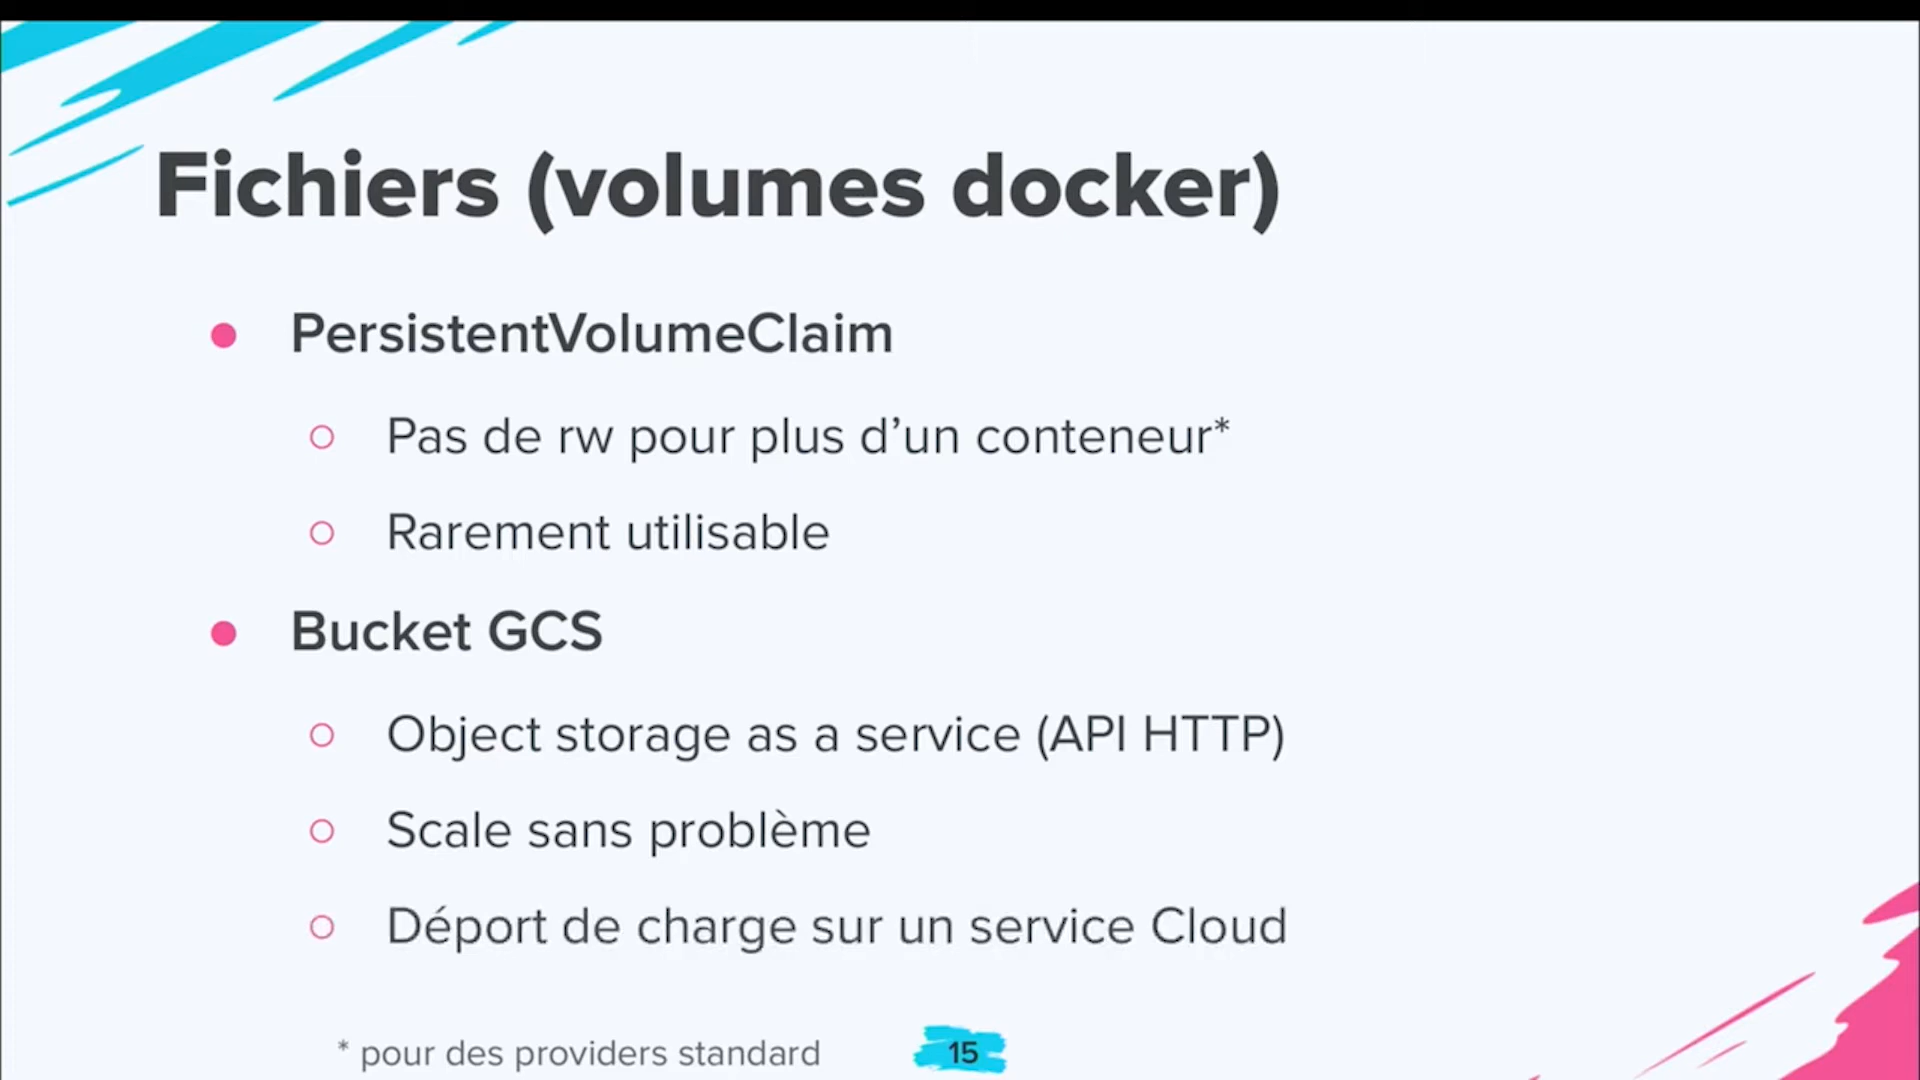 Fichiers (volumes docker)
PersistentVolumeClaim
Pas de rw pour plus d’un conteneur*
Rarement utilisable
Bucket GCS
Object storage as a service (API HTTP)
Scale sans problème
Déport de charge sur un service Cloud
* pour des providers standard
15